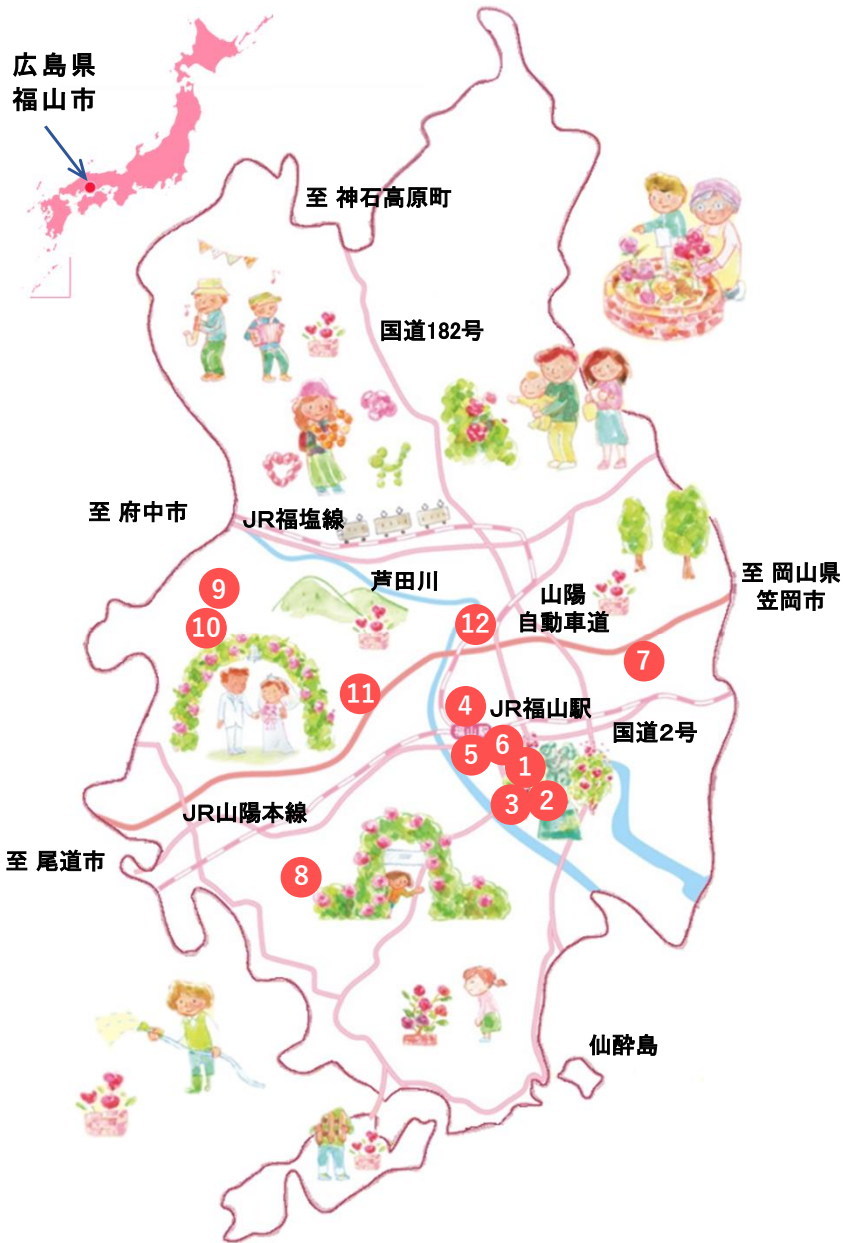 広島県
福山市
至 神石高原町
国道182号
至 府中市
JR福塩線
芦田川
至 岡山県
笠岡市
山陽
自動車道
9
10
12
7
11
4
JR福山駅
国道2号
福山駅
6
5
1
3
2
JR山陽本線
至 尾道市
8
仙酔島